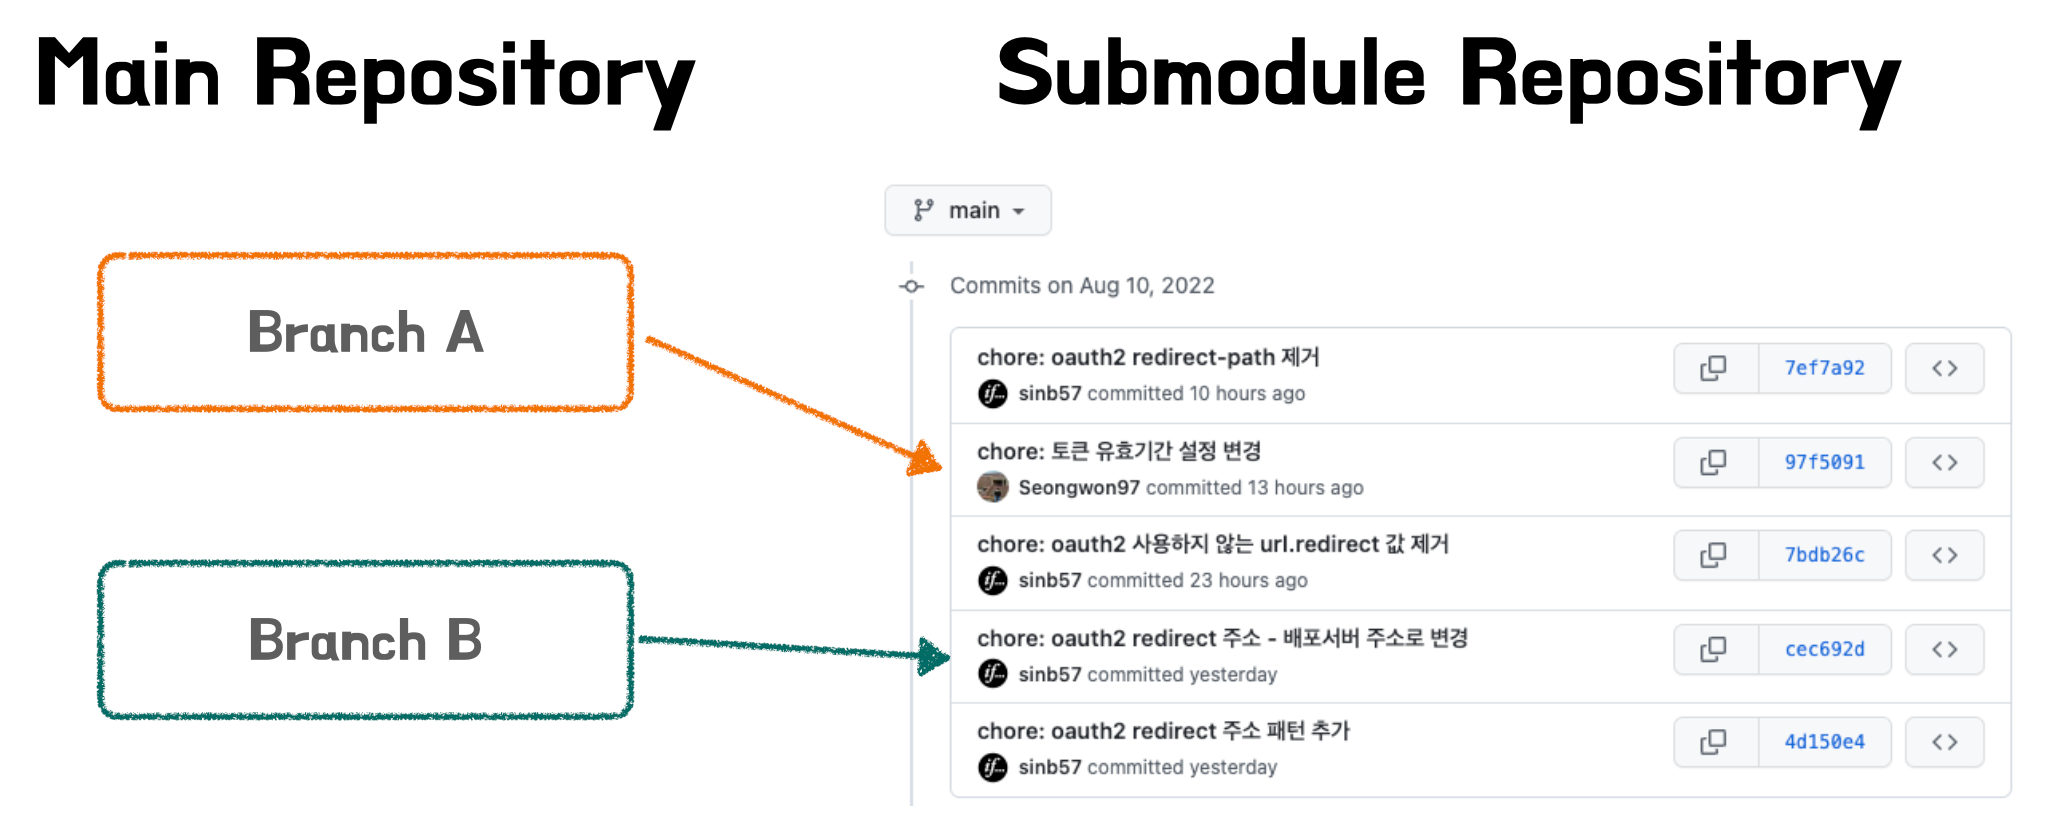 Main Repository
Submodule Repository
main
Commits on Aug 10, 2022
Branch A
chore: oauth2 redirect-path 제거
7ef7a92
sinb57 committed 10 hours ago
chore: 토큰 유효기간 설정 변경
97f5091
Seongwon97 committed 13 hours ago
chore: oauth2 사용하지 않는 url.redirect 값 제거
7bdb26c
sinb57 committed 23 hours ago
Branch B
chore: oauth2 redirect 주소 - 배포서버 주소로 변경
cec692d
sinb57 committed yesterday
chore: oauth2 redirect 주소 패턴 추가
4d150e4
sinb57 committed yesterday